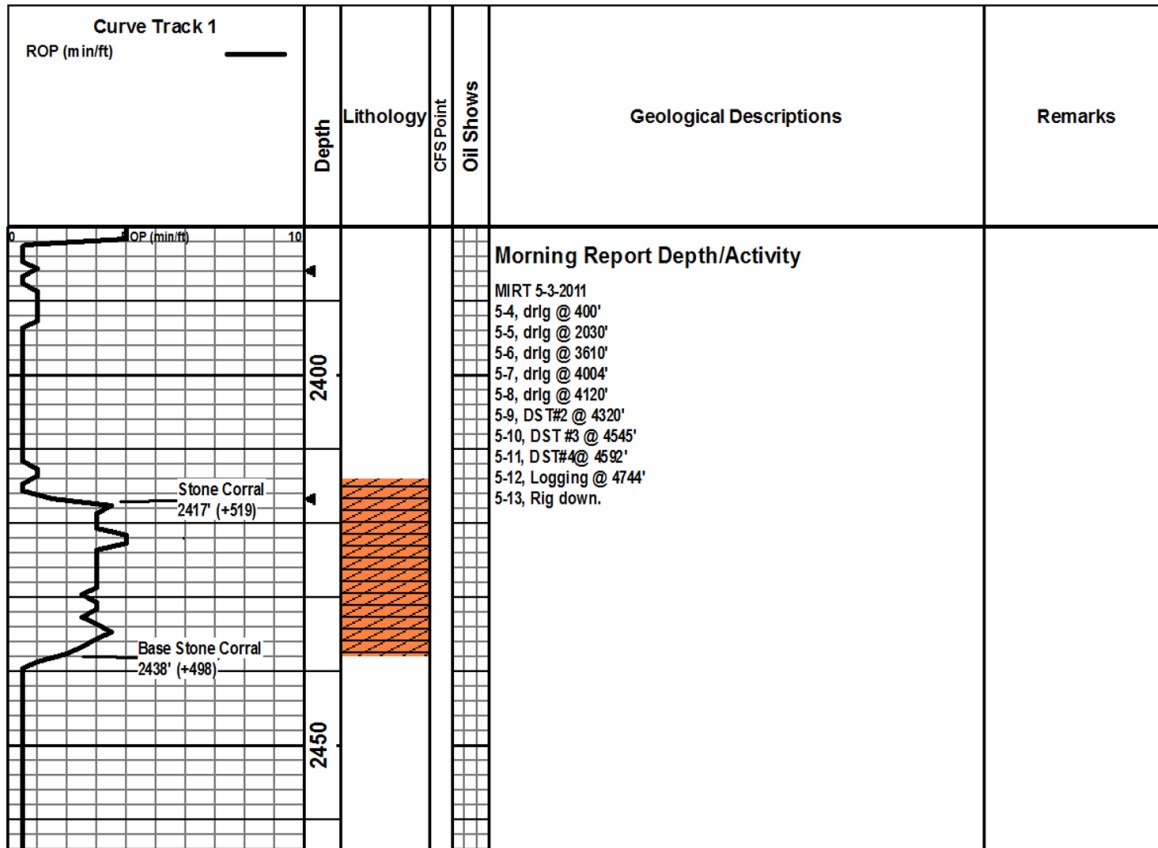 Curve Track 1
ROP (min/ft)
Depth
Lithology
CFS Point
Oil Shows
Geological Descriptions
Remarks
0
ROP (min/ft)
10
Morning Report Depth/Activity
MIRT 5-3-2011
5-4, drlg @ 400'
5-5, drlg @ 2030'
5-6, drlg @ 3610'
5-7, drlg @ 4004'
5-8, drlg @ 4120'
5-9, DST#2 @ 4320'
5-10, DST #3 @ 4545'
5-11, DST#4@ 4592'
5-12, Logging @ 4744'
5-13, Rig down.
2400
Stone Corral
2417' (+519)
Base Stone Corral
2438' (+498)
2450